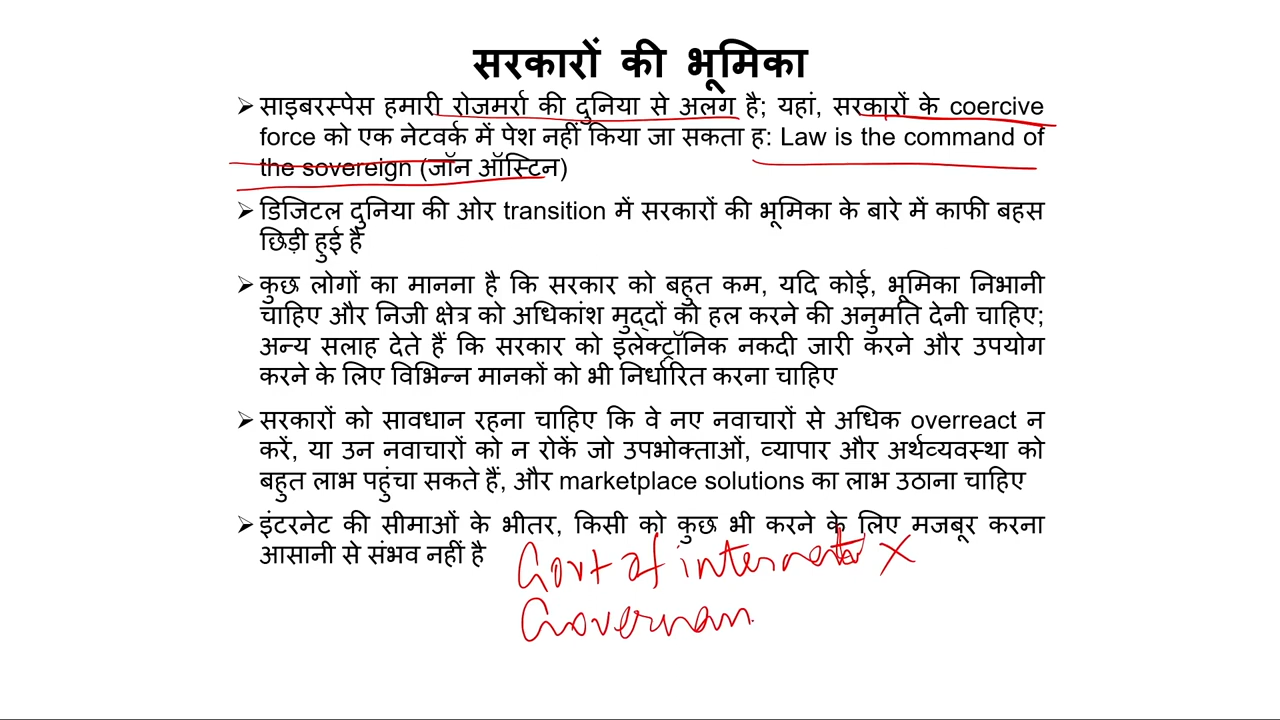 सरकारों की भूमिका
➢ साइबरस्पेस हमारी रोजमर्रा की दुनिया से अलग है; यहां, सरकारों के coercive
force को एक नेटवर्क में पेश नहीं किया जा सकता ह: Law is the command of
the sovereign (जॉन ऑस्टिन)
➢ डिजिटल दुनिया की ओर transition में सरकारों की भूमिका के बारे में काफी बहस
छिड़ी हुई है
➢ कुछ लोगों का मानना है कि सरकार को बहुत कम, यदि कोई, भूमिका निभानी
चाहिए और निजी क्षेत्र को अधिकांश मुद्दों को हल करने की अनुमति देनी चाहिए;
अन्य सलाह देते हैं कि सरकार को इलेक्ट्रॉनिक नकदी जारी करने और उपयोग
करने के लिए विभिन्न मानकों को भी निर्धारित करना चाहिए
➢ सरकारों को सावधान रहना चाहिए कि वे नए नवाचारों से अधिक overreact न
करें, या उन नवाचारों को न रोकें जो उपभोक्ताओं, व्यापार और अर्थव्यवस्था को
बहुत लाभ पहुंचा सकते हैं, और marketplace solutions का लाभ उठाना चाहिए
➢ इंटरनेट की सीमाओं के भीतर, किसी को कुछ भी करने के लिए मजबूर करना
आसानी से संभव नहीं है
Govt of internet X
Governan